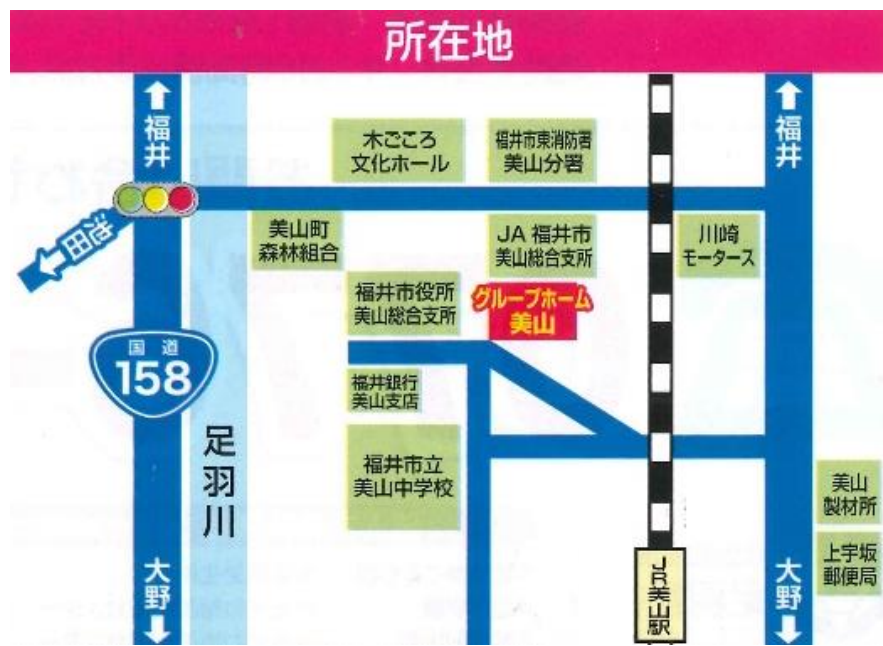 所在地
福井
福井
木ごころ
文化ホール
福井市東消防署
美山分署
池田
美山町
森林組合
JA 福井市
美山総合支所
川崎
モータース
福井市役所
美山総合支所
グループホーム
美山
国道
158
福井銀行
美山支店
足羽川
福井市立
美山中学校
美山
製材所
上宇坂
郵便局
大野
JR美山駅
大野